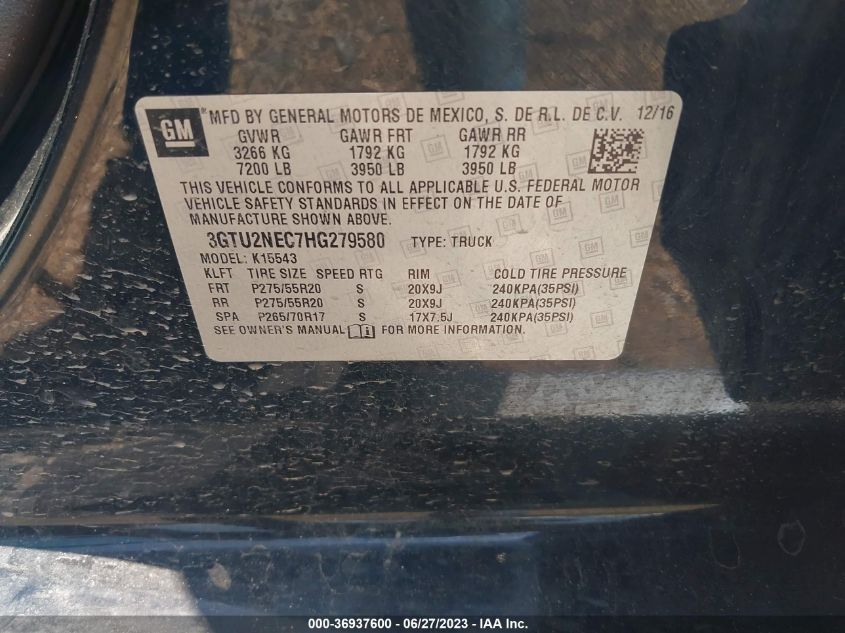 GM ® MFD BY GENERAL MOTORS DE MEXICO, S. DE R.L. DE C.V. 12/16
GVWR GAWR FRT GAWR RR
3266 KG 1792 KG 1792 KG
7200 LB 3950 LB 3950 LB
THIS VEHICLE CONFORMS TO ALL APPLICABLE U.S. FEDERAL MOTOR
VEHICLE SAFETY STANDARDS IN EFFECT ON THE DATE OF
MANUFACTURE SHOWN ABOVE.
3GTU2NEC7HG279580 TYPE: TRUCK
MODEL: K15543
KLFT TIRE SIZE SPEED RTG RIM COLD TIRE PRESSURE
FRT P275/55R20 S 20X9J 240KPA(35PSI)
RR P275/55R20 S 20X9J 240KPA(35PSI)
SPA P265/70R17 S 17X7.5J 240KPA(35PSI)
SEE OWNER'S MANUAL FOR MORE INFORMATION.
000-36937600 - 06/27/2023 - IAA Inc.